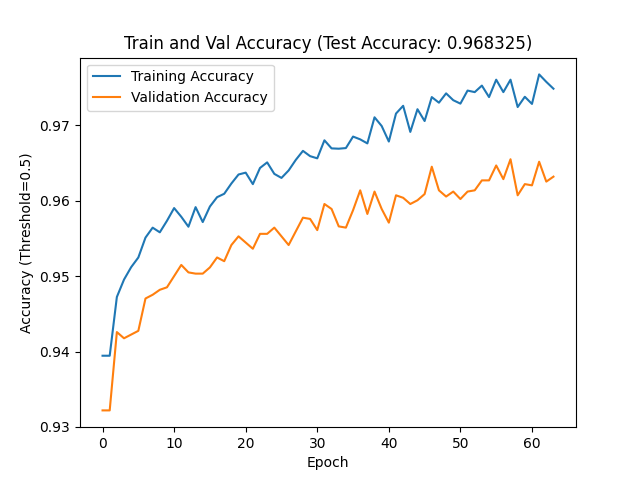 Train and Val Accuracy (Test Accuracy: 0.968325)
Training Accuracy
Validation Accuracy
0.97
0.96
0.95
0.94
0.93
Accuracy (Threshold=0.5)
0 10 20 30 40 50 60
Epoch